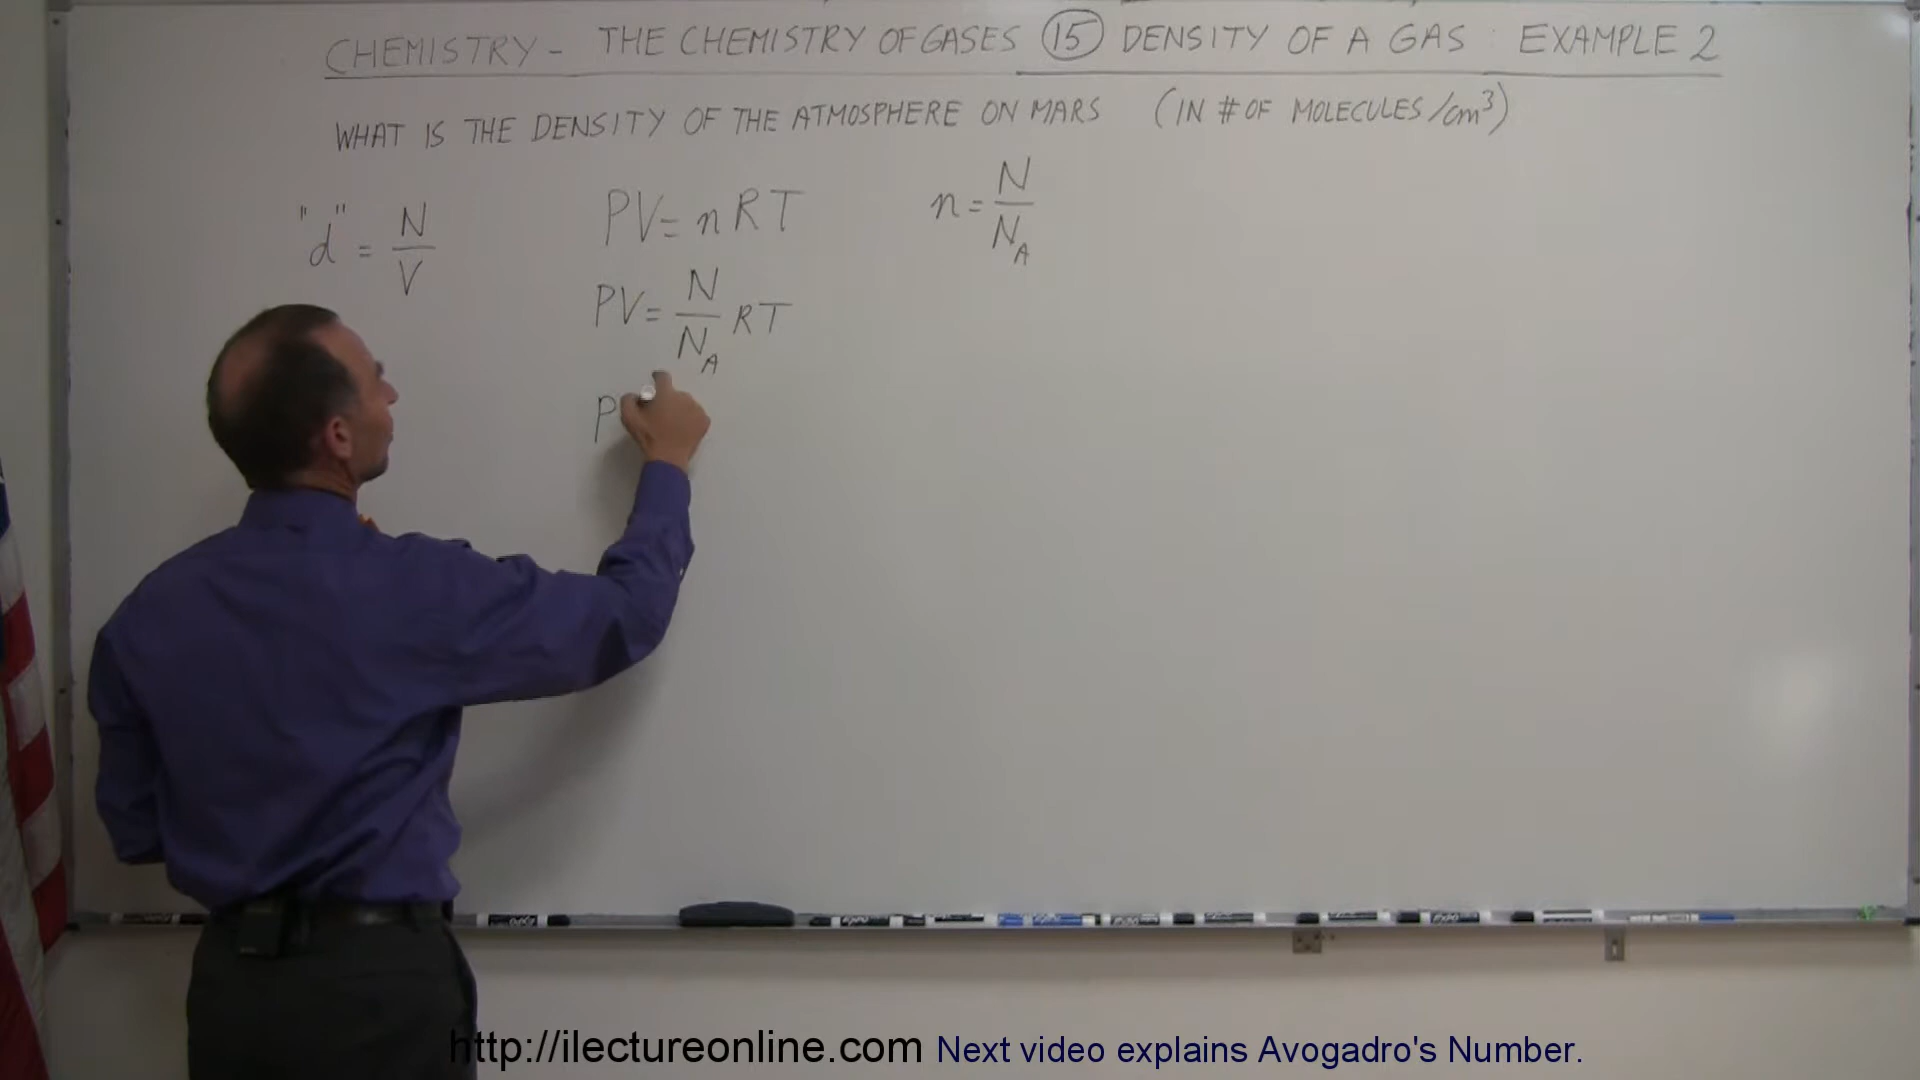 CHEMISTRY - THE CHEMISTRY OF GASES 15 DENSITY OF A GAS : EXAMPLE 2
WHAT IS THE DENSITY OF THE ATMOSPHERE ON MARS (IN # OF MOLECULES/cm³)
"d" = N/V
PV = nRT
n = N/N_A
PV = N/N_A RT
P
http://ilectureonline.com Next video explains Avogadro's Number.